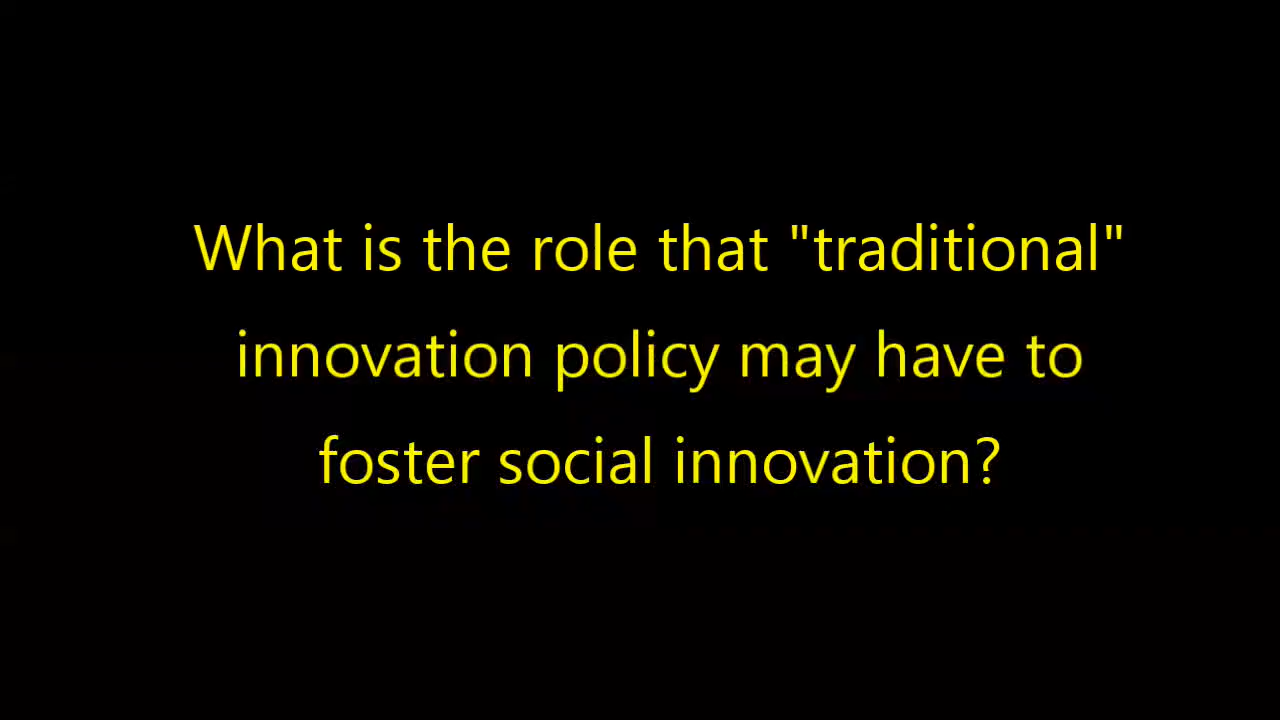 What is the role that "traditional"
innovation policy may have to
foster social innovation?